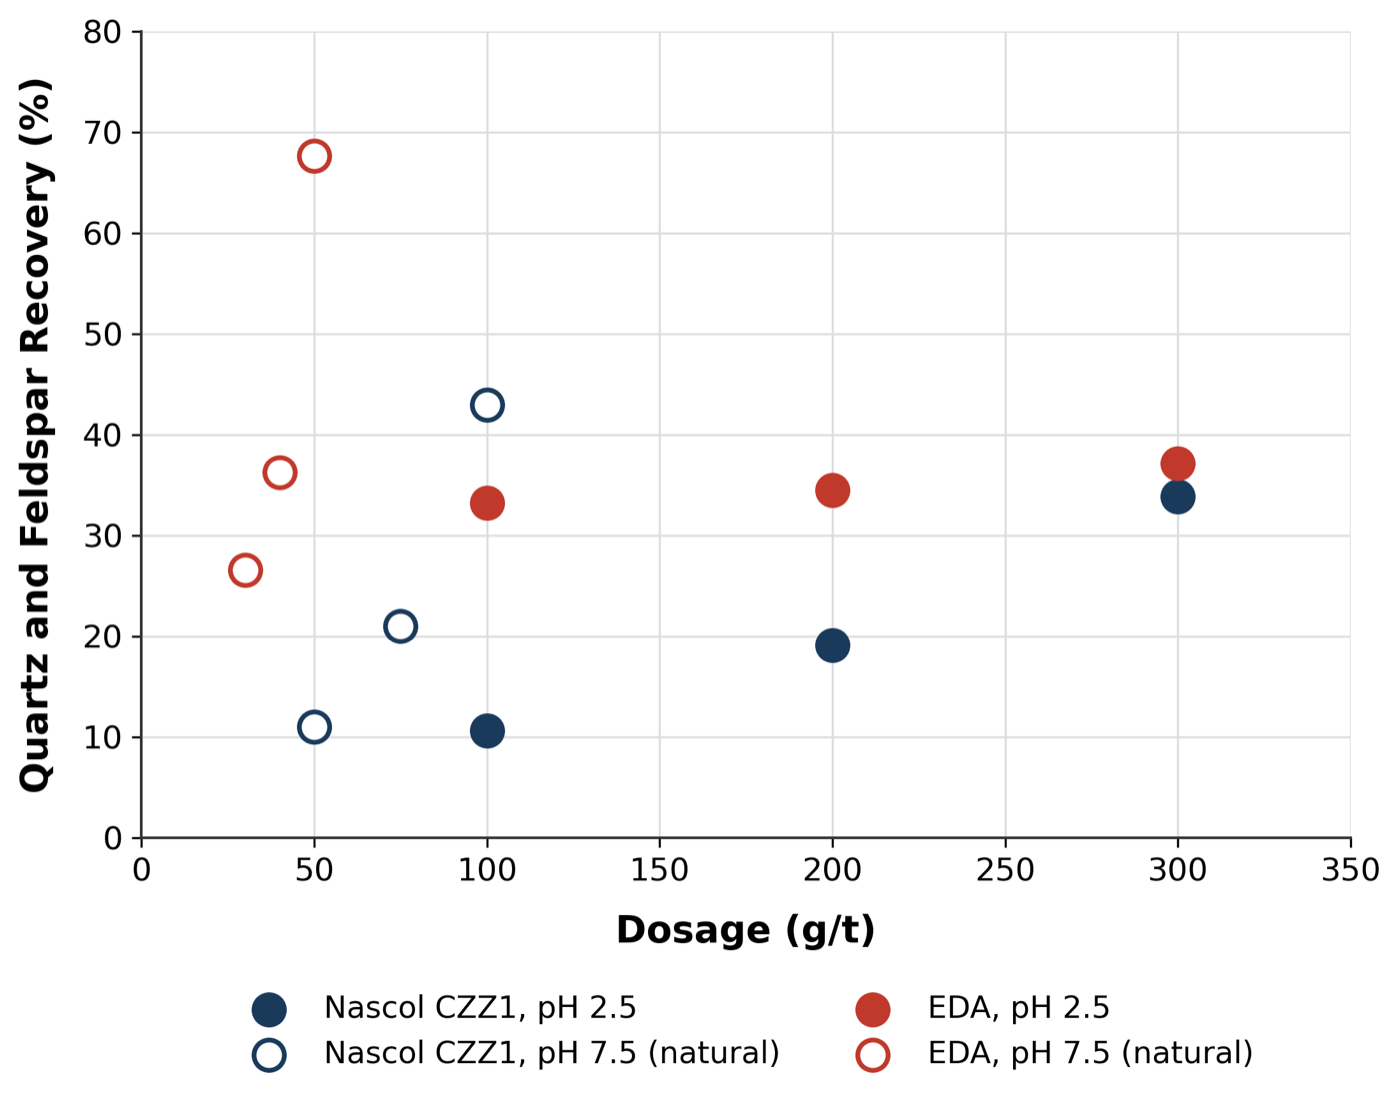 Quartz and Feldspar Recovery (%)
80
70
60
50
40
30
20
10
0
0 50 100 150 200 250 300 350
Dosage (g/t)
Nascol CZZ1, pH 2.5
Nascol CZZ1, pH 7.5 (natural)
EDA, pH 2.5
EDA, pH 7.5 (natural)